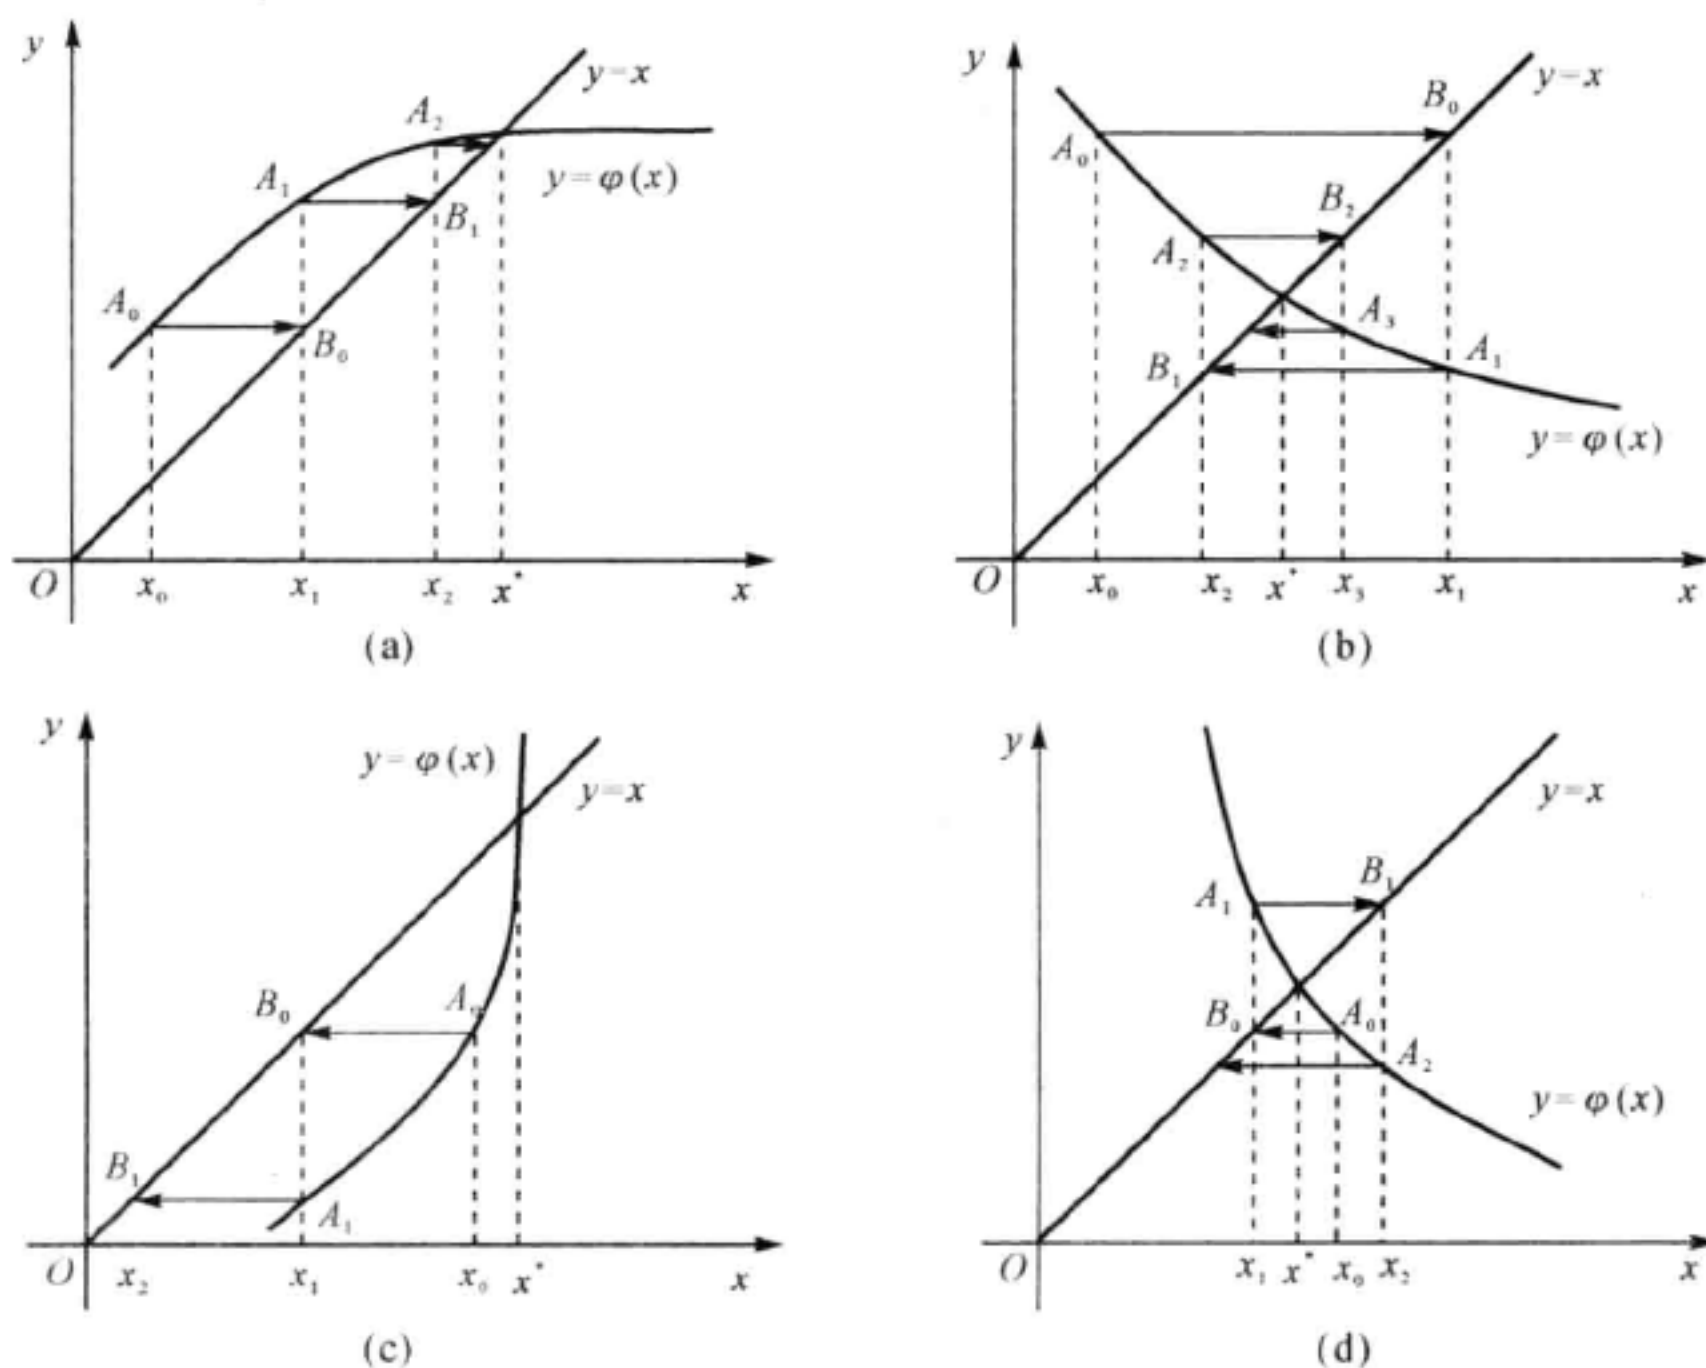 y
y=x
A₂
A₁
y=φ(x)
B₁
A₀
B₀
O x₀ x₁ x₂ x* x
(a)
y
y=x
B₀
A₀
B₂
A₂
A₃
B₁
A₁
y=φ(x)
O x₀ x₂ x* x₃ x₁ x
(b)
y
y=φ(x)
y=x
B₀ A₀
B₁
A₁
O x₂ x₁ x₀ x* x
(c)
y
y=x
B₁
A₁
B₀ A₀
A₂
y=φ(x)
O x₁ x* x₀ x₂ x
(d)